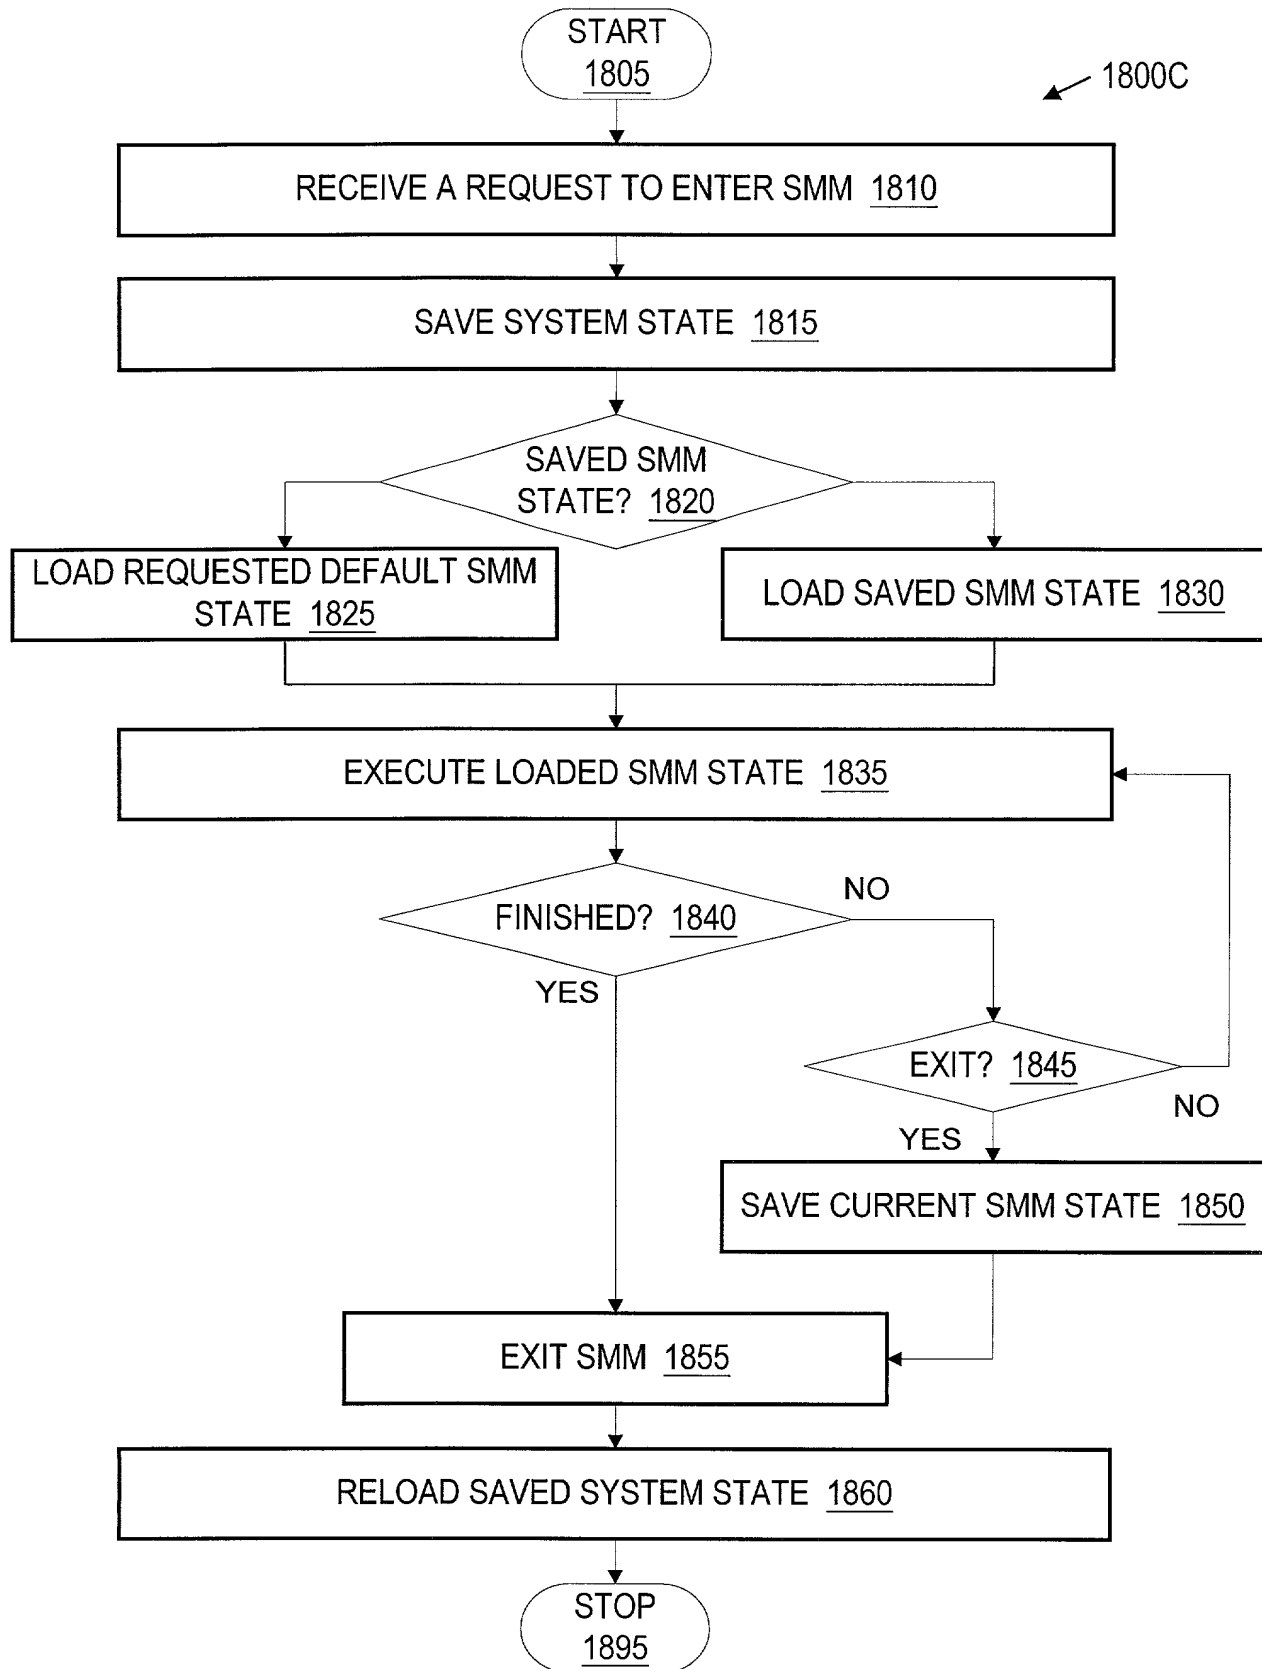 START
1805
1800C
RECEIVE A REQUEST TO ENTER SMM 1810
SAVE SYSTEM STATE 1815
SAVED SMM
STATE? 1820
LOAD REQUESTED DEFAULT SMM
STATE 1825
LOAD SAVED SMM STATE 1830
EXECUTE LOADED SMM STATE 1835
FINISHED? 1840
NO
YES
EXIT? 1845
NO
YES
SAVE CURRENT SMM STATE 1850
EXIT SMM 1855
RELOAD SAVED SYSTEM STATE 1860
STOP
1895